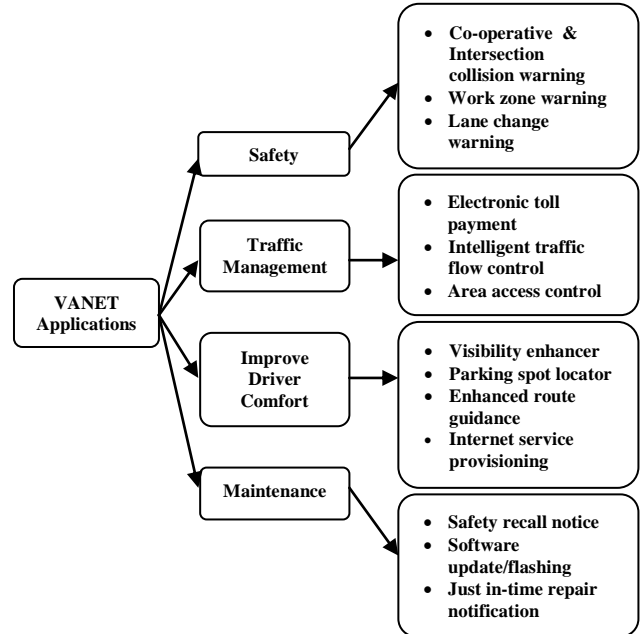 VANET
Applications
Safety
• Co-operative &
Intersection
collision warning
• Work zone warning
• Lane change
warning
Traffic
Management
• Electronic toll
payment
• Intelligent traffic
flow control
• Area access control
Improve
Driver
Comfort
• Visibility enhancer
• Parking spot locator
• Enhanced route
guidance
• Internet service
provisioning
Maintenance
• Safety recall notice
• Software
update/flashing
• Just in-time repair
notification